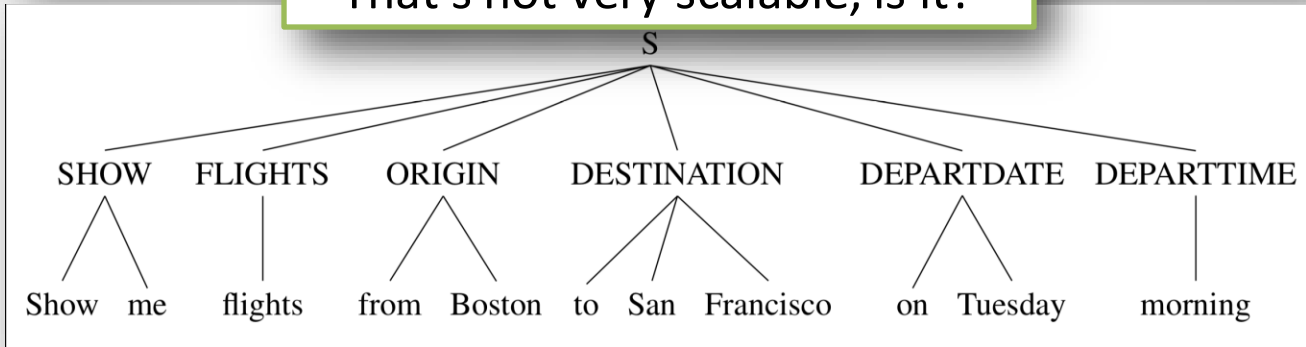 That's not very scalable, is it?
S
SHOW FLIGHTS ORIGIN DESTINATION DEPARTDATE DEPARTTIME
Show me flights from Boston to San Francisco on Tuesday morning